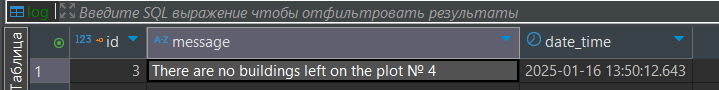 log Введите SQL выражение чтобы отфильтровать результаты
Таблица
123 id A-Z message date_time
1 3 There are no buildings left on the plot № 4 2025-01-16 13:50:12.643